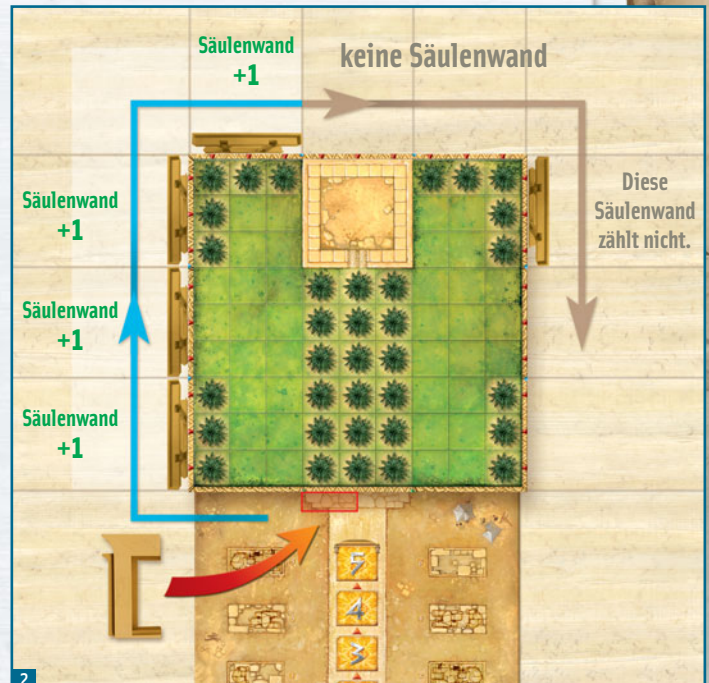 Säulenwand
+1
keine Säulenwand
Säulenwand
+1
Diese
Säulenwand
zählt nicht.
Säulenwand
+1
Säulenwand
+1
5
4
3
2